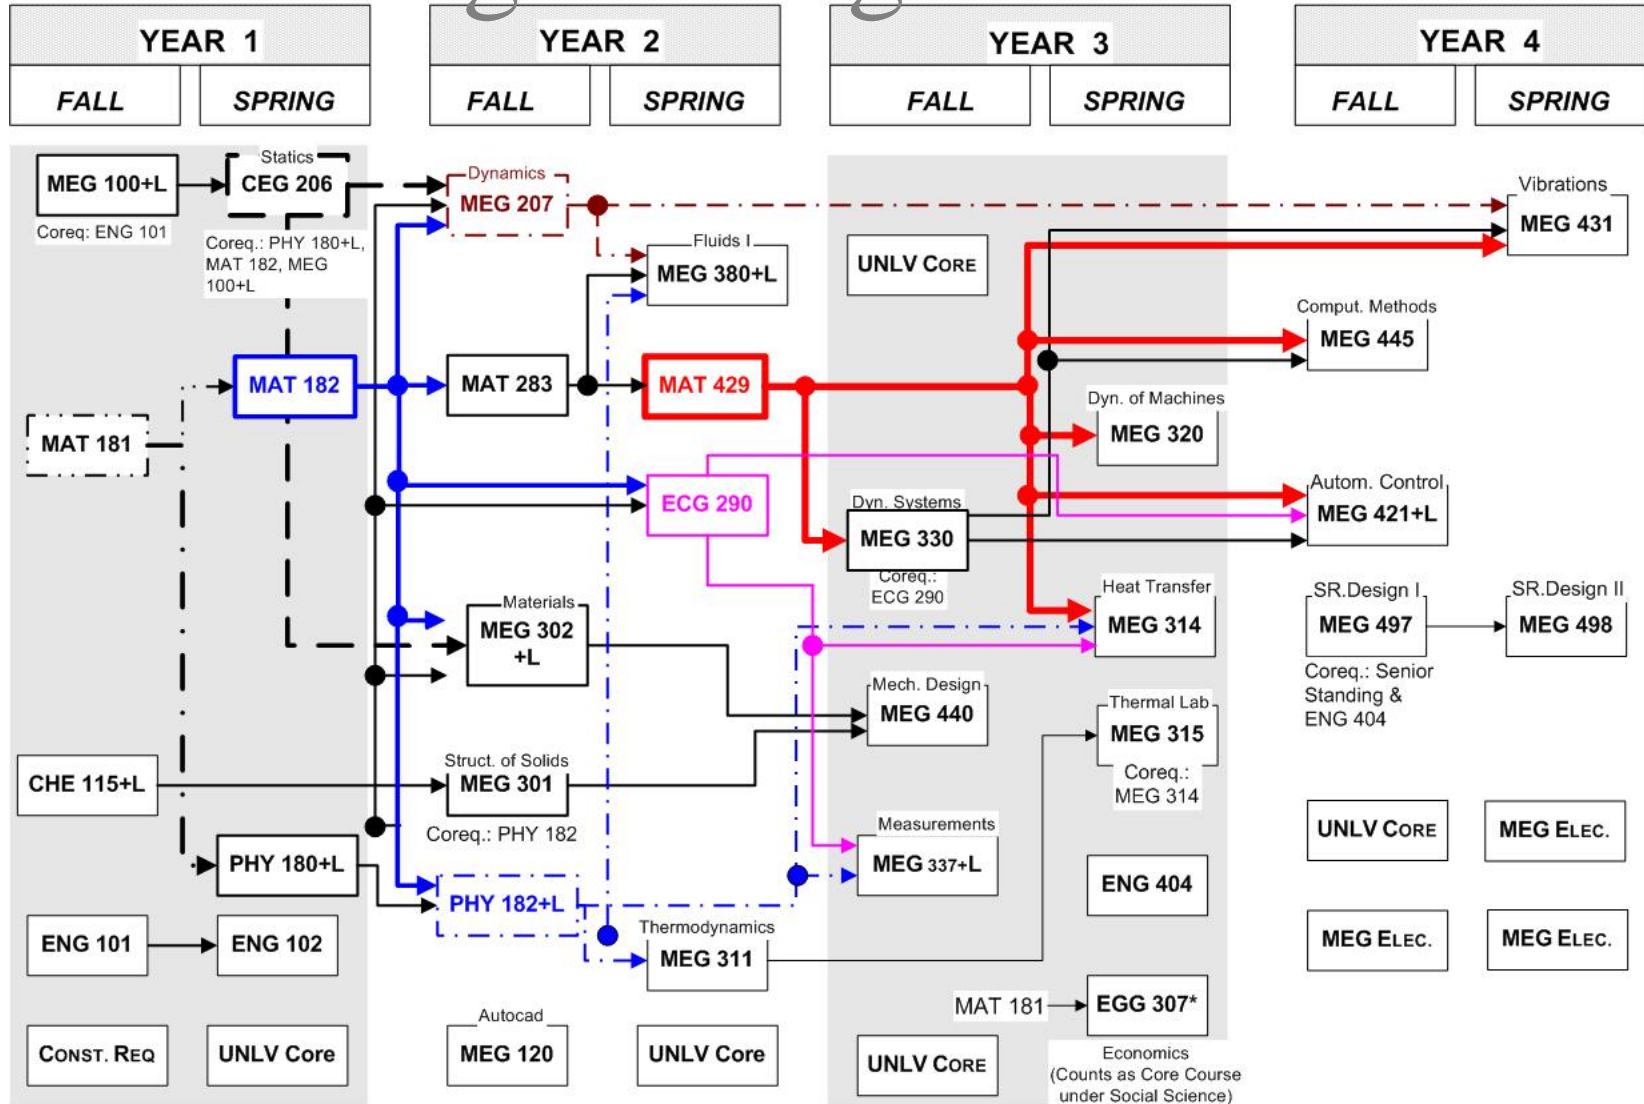 YEAR 1
FALL
SPRING
YEAR 2
FALL
SPRING
YEAR 3
FALL
SPRING
YEAR 4
FALL
SPRING
MEG 100+L
Coreq: ENG 101
MAT 181
CHE 115+L
ENG 101
CONST. REQ
Statics
CEG 206
Coreq.: PHY 180+L,
MAT 182, MEG
100+L
MAT 182
PHY 180+L
ENG 102
UNLV Core
Dynamics
MEG 207
MAT 283
Materials
MEG 302
+L
Struct. of Solids
MEG 301
Coreq.: PHY 182
PHY 182+L
Autocad
MEG 120
Fluids I
MEG 380+L
MAT 429
ECG 290
Thermodynamics
MEG 311
UNLV Core
UNLV CORE
Dyn. Systems
MEG 330
Coreq.:
ECG 290
Mech. Design
MEG 440
Measurements
MEG 337+L
UNLV CORE
Dyn. of Machines
MEG 320
Heat Transfer
MEG 314
Thermal Lab
MEG 315
Coreq.:
MEG 314
ENG 404
MAT 181
EGG 307*
Economics
(Counts as Core Course
under Social Science)
Comput. Methods
MEG 445
Autom. Control
MEG 421+L
SR.Design I
MEG 497
Coreq.: Senior
Standing &
ENG 404
UNLV CORE
MEG ELEC.
Vibrations
MEG 431
SR.Design II
MEG 498
MEG ELEC.
MEG ELEC.